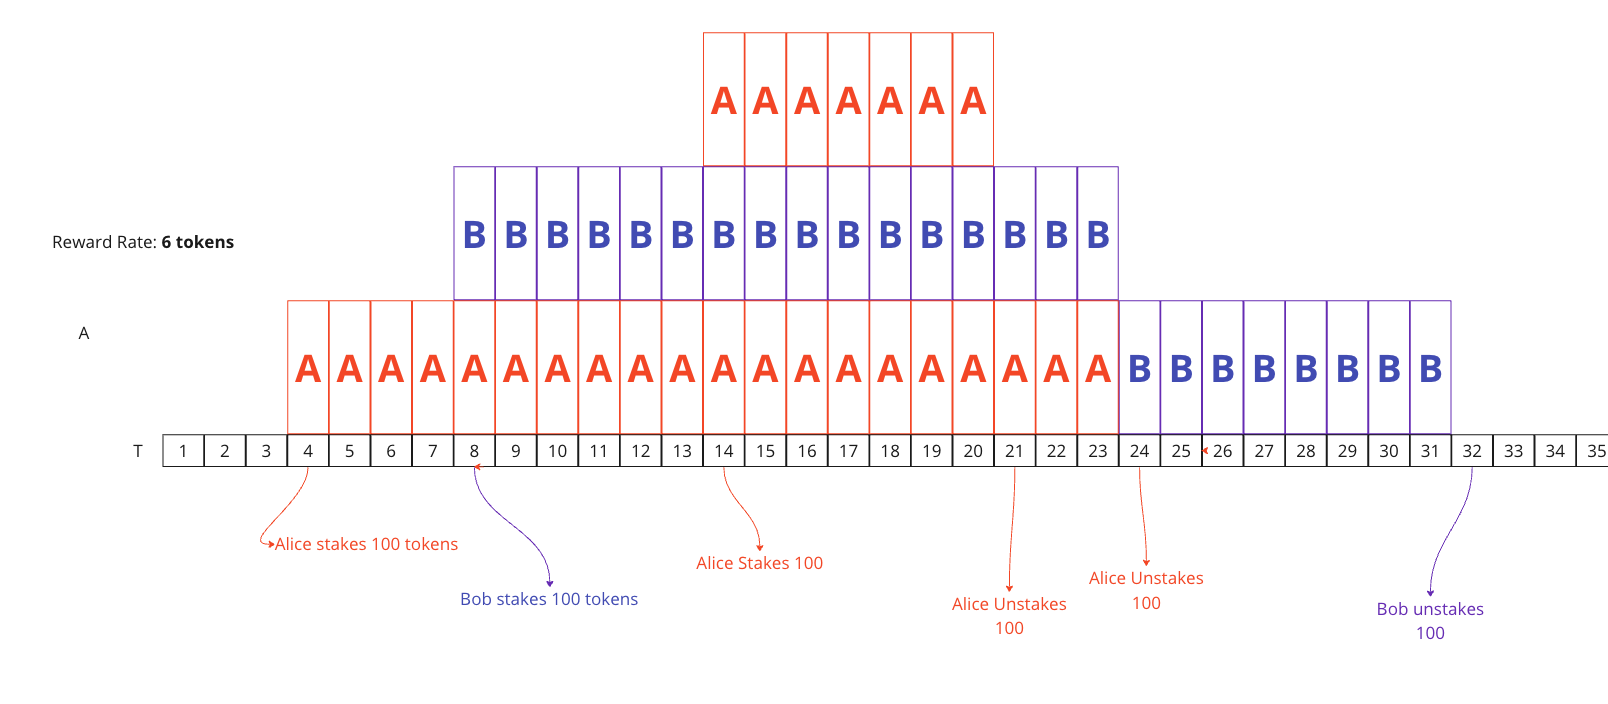 A A A A A A A
B B B B B B B B B B B B B B B B
Reward Rate: 6 tokens
A
A A A A A A A A A A A A A A A A A A A A B B B B B B B B
T 1 2 3 4 5 6 7 8 9 10 11 12 13 14 15 16 17 18 19 20 21 22 23 24 25 26 27 28 29 30 31 32 33 34 35
Alice stakes 100 tokens
Bob stakes 100 tokens
Alice Stakes 100
Alice Unstakes
100
Alice Unstakes
100
Bob unstakes
100